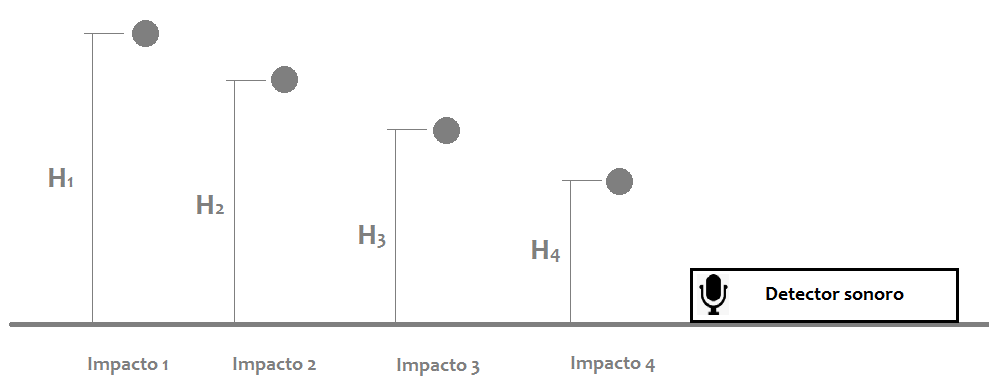 H1
H2
H3
H4
Detector sonoro
Impacto 1
Impacto 2
Impacto 3
Impacto 4